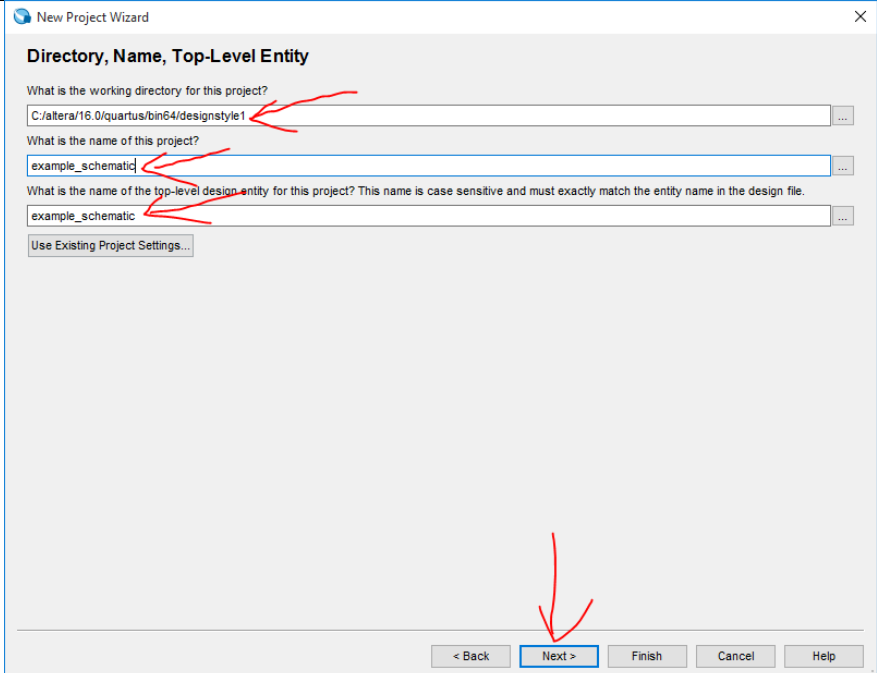 New Project Wizard
Directory, Name, Top-Level Entity
What is the working directory for this project?
C:/altera/16.0/quartus/bin64/designstyle1
...
What is the name of this project?
example_schematic
...
What is the name of the top-level design entity for this project? This name is case sensitive and must exactly match the entity name in the design file.
example_schematic
...
Use Existing Project Settings...
< Back Next > Finish Cancel Help